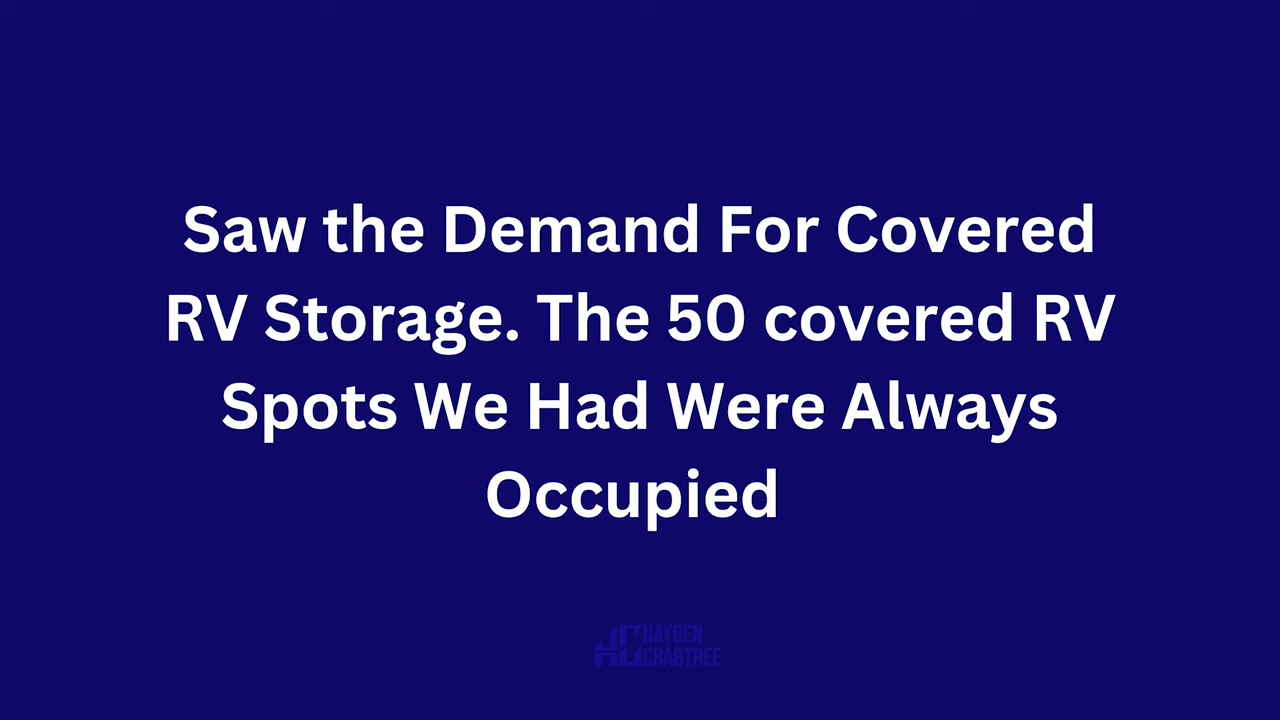 Saw the Demand For Covered
RV Storage. The 50 covered RV
Spots We Had Were Always
Occupied
HAYDEN
CRABTREE